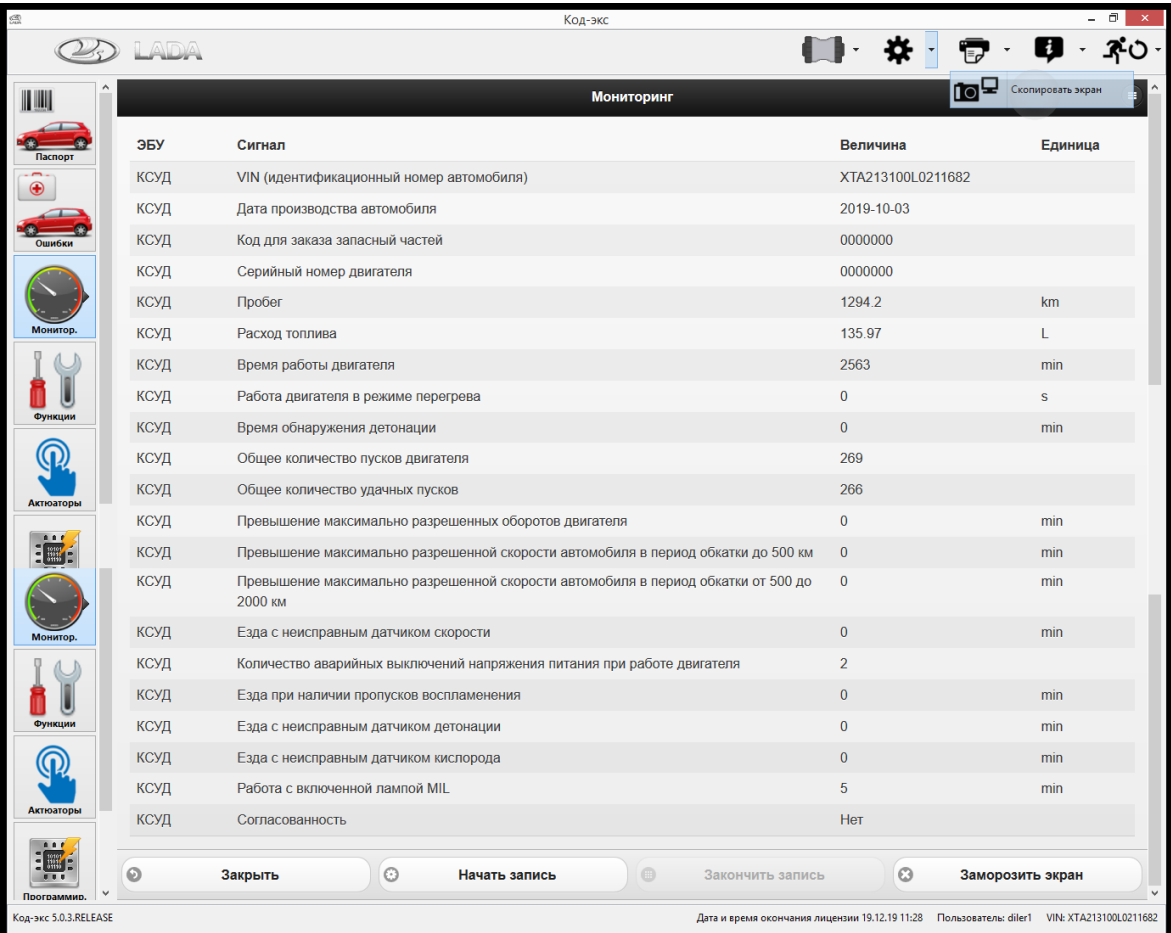 Код-экс
LADA
Скопировать экран
Мониторинг
Паспорт
Ошибки
Монитор.
Функции
Актюаторы
Монитор.
Функции
Актюаторы
Программир.
ЭБУ Сигнал Величина Единица
КСУД VIN (идентификационный номер автомобиля) XTA213100L0211682
КСУД Дата производства автомобиля 2019-10-03
КСУД Код для заказа запасный частей 0000000
КСУД Серийный номер двигателя 0000000
КСУД Пробег 1294.2 km
КСУД Расход топлива 135.97 L
КСУД Время работы двигателя 2563 min
КСУД Работа двигателя в режиме перегрева 0 s
КСУД Время обнаружения детонации 0 min
КСУД Общее количество пусков двигателя 269
КСУД Общее количество удачных пусков 266
КСУД Превышение максимально разрешенных оборотов двигателя 0 min
КСУД Превышение максимально разрешенной скорости автомобиля в период обкатки до 500 км 0 min
КСУД Превышение максимально разрешенной скорости автомобиля в период обкатки от 500 до 0 min
2000 км
КСУД Езда с неисправным датчиком скорости 0 min
КСУД Количество аварийных выключений напряжения питания при работе двигателя 2
КСУД Езда при наличии пропусков воспламенения 0 min
КСУД Езда с неисправным датчиком детонации 0 min
КСУД Езда с неисправным датчиком кислорода 0 min
КСУД Работа с включенной лампой MIL 5 min
КСУД Согласованность Нет
Закрыть Начать запись Закончить запись Заморозить экран
Код-экс 5.0.3.RELEASE Дата и время окончания лицензии 19.12.19 11:28 Пользователь: diler1 VIN: XTA213100L0211682